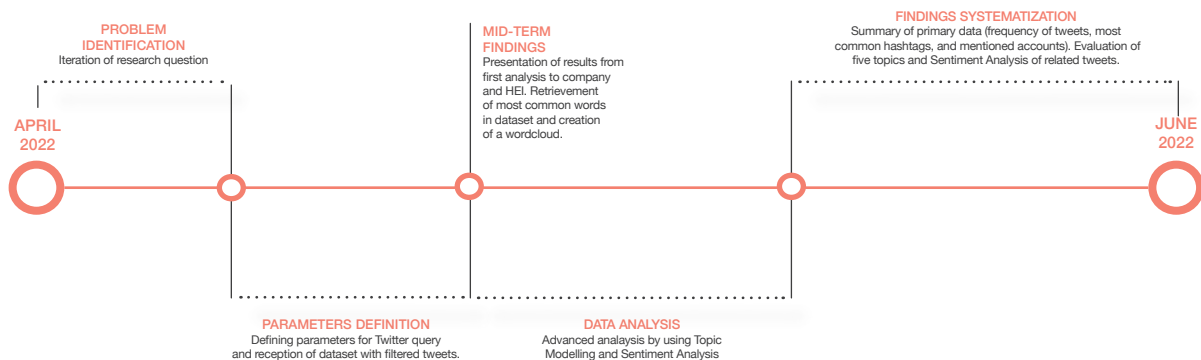 PROBLEM
IDENTIFICATION
Iteration of research question
APRIL
2022
MID-TERM
FINDINGS
Presentation of results from
first analysis to company
and HEI. Retrievement
of most common words
in dataset and creation
of a wordcloud.
FINDINGS SYSTEMATIZATION
Summary of primary data (frequency of tweets, most
common hashtags, and mentioned accounts). Evaluation of
five topics and Sentiment Analysis of related tweets.
JUNE
2022
PARAMETERS DEFINITION
Defining parameters for Twitter query
and reception of dataset with filtered tweets.
DATA ANALYSIS
Advanced analaysis by using Topic
Modelling and Sentiment Analysis